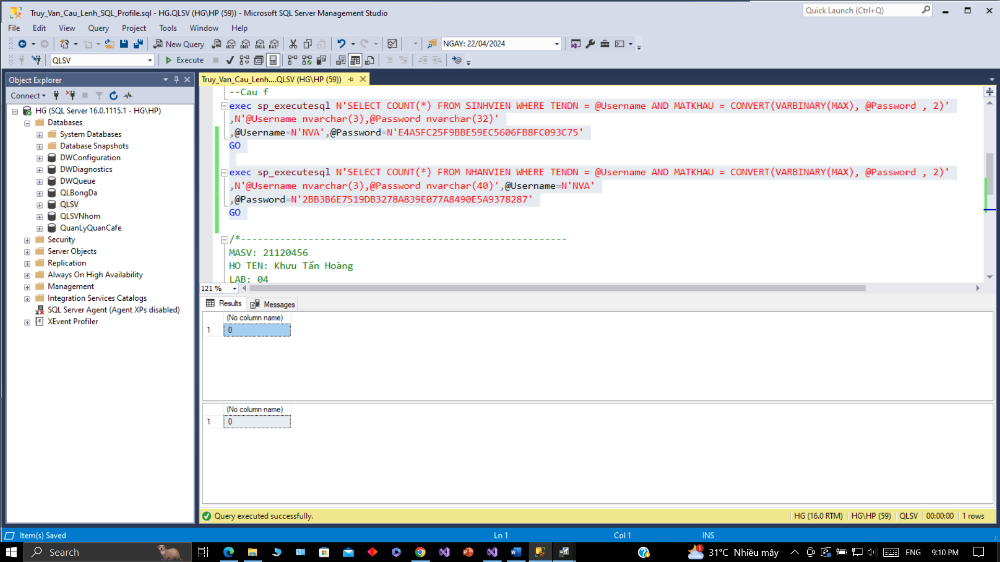 Truy_Van_Cau_Lenh_SQL_Profile.sql - HG.QLSV (HG\HP (59)) - Microsoft SQL Server Management Studio
Quick Launch (Ctrl+Q)
File Edit View Query Project Tools Window Help
New Query MDX DMX XMLA DAX NGAY: 22/04/2024
QLSV Execute
Object Explorer
Connect
HG (SQL Server 16.0.1115.1 - HG\HP)
Databases
System Databases
Database Snapshots
DWConfiguration
DWDiagnostics
DWQueue
QLBongDa
QLSV
QLSVNhom
QuanLyQuanCafe
Security
Server Objects
Replication
Always On High Availability
Management
Integration Services Catalogs
SQL Server Agent (Agent XPs disabled)
XEvent Profiler
Truy_Van_Cau_Lenh....QLSV (HG\HP (59))
--Cau f
exec sp_executesql N'SELECT COUNT(*) FROM SINHVIEN WHERE TENDN = @Username AND MATKHAU = CONVERT(VARBINARY(MAX), @Password , 2)'
,N'@Username nvarchar(3),@Password nvarchar(32)'
,@Username=N'NVA',@Password=N'E4A5FC25F9BBE59EC5606FB8FC093C75'
GO
exec sp_executesql N'SELECT COUNT(*) FROM NHANVIEN WHERE TENDN = @Username AND MATKHAU = CONVERT(VARBINARY(MAX), @Password , 2)'
,N'@Username nvarchar(3),@Password nvarchar(40)',@Username=N'NVA'
,@Password=N'2BB3B6E7519DB3278A839E077A8490E5A9378287'
GO
/*----------------------------------------------------------
MASV: 21120456
HO TEN: Khưu Tấn Hoàng
LAB: 04
121 %
Results Messages
(No column name)
1 0
(No column name)
1 0
Query executed successfully.
HG (16.0 RTM) HG\HP (59) QLSV 00:00:00 1 rows
Item(s) Saved Ln 1 Col 1 INS
Search
1 31°C Nhiều mây ENG 9:10 PM